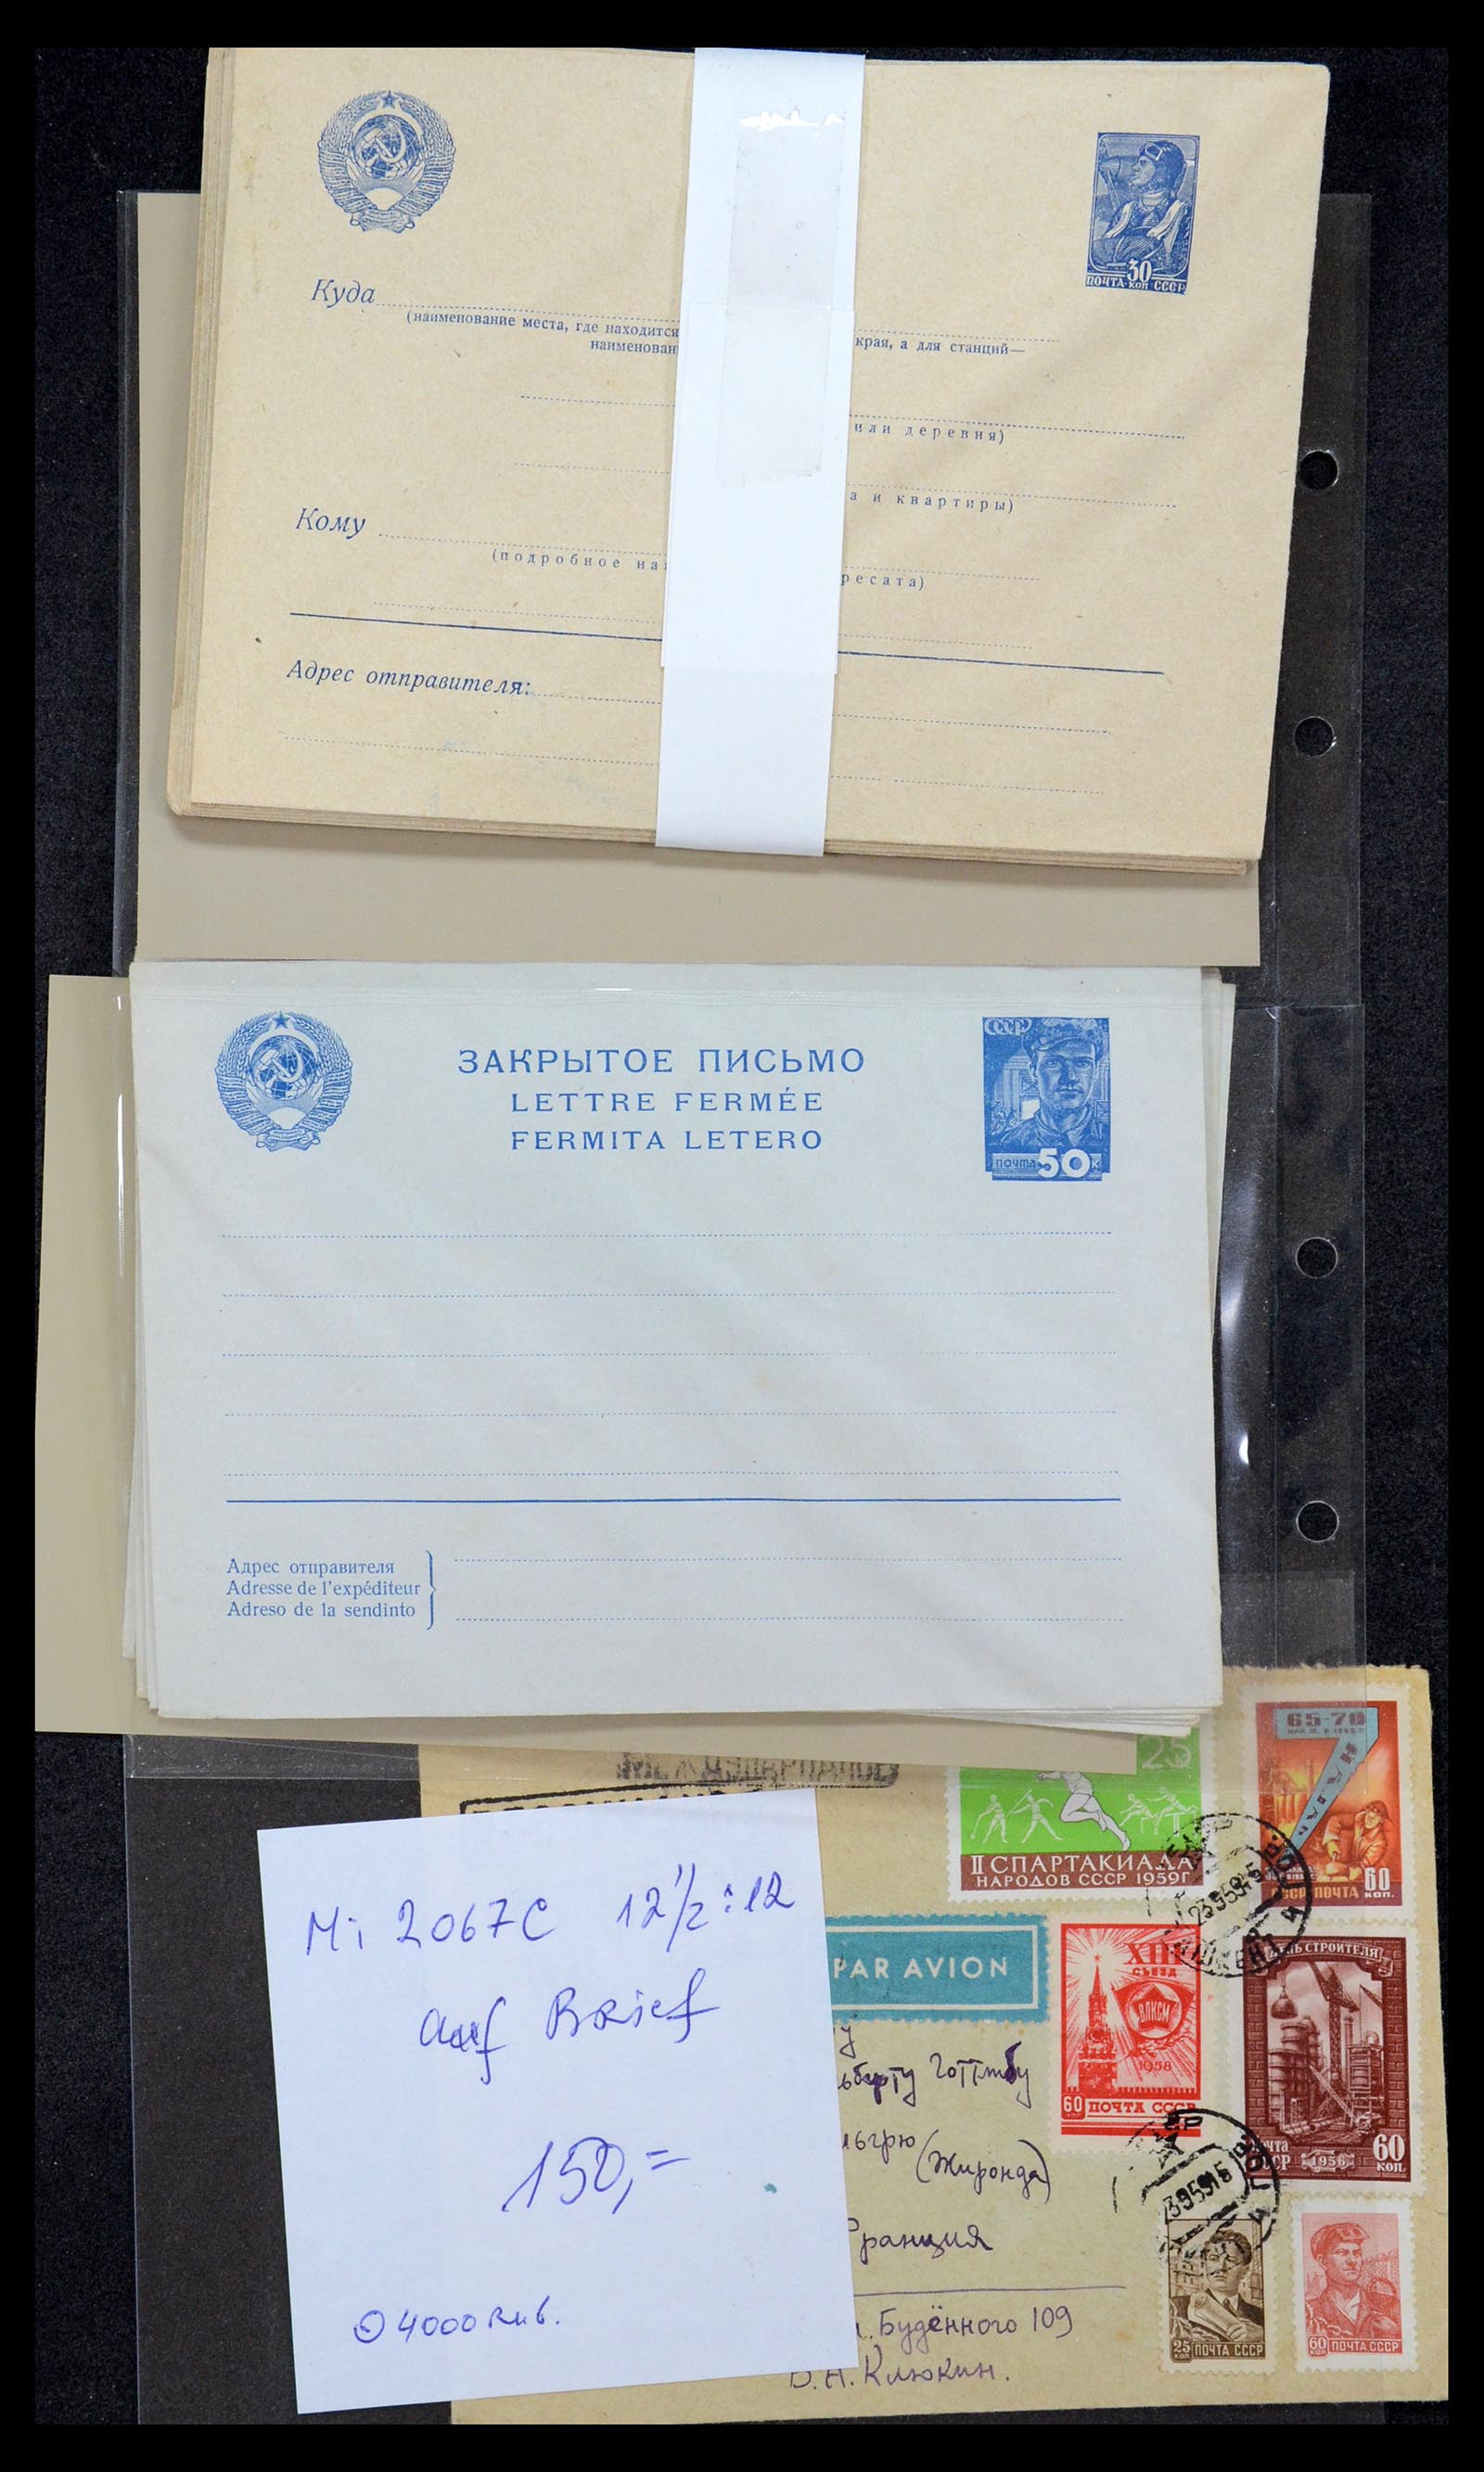 30
ПОЧТА КОП СССР
Куда
(наименование места, где находится края, а для станций—
наименован
или деревня)
а и квартиры)
Кому
(подробное на ресата)
Адрес отправителя:
СССР
ЗАКРЫТОЕ ПИСЬМО
LETTRE FERMÉE
FERMITA LETERO
почта 50 к
Адрес отправителя
Adresse de l'expéditeur
Adreso de la sendinto
25
II СПАРТАКИАДА
НАРОДОВ СССР 1959г
65-70
60
КОП.
СССР ПОЧТА
Mi 2067C 12½:12
auf Brief
150,=
4000 Rub.
PAR AVION
XIII
СЪЕЗД
ВЛКСМ
1958
60 ПОЧТА СССР
ДЕНЬ СТРОИТЕЛЯ
1956
60
КОП.
(Жиронда)
Франция
Будённого 109
В.Н. Клюкин.
25
КОП
ПОЧТА СССР
60
КОП
ПОЧТА СССР